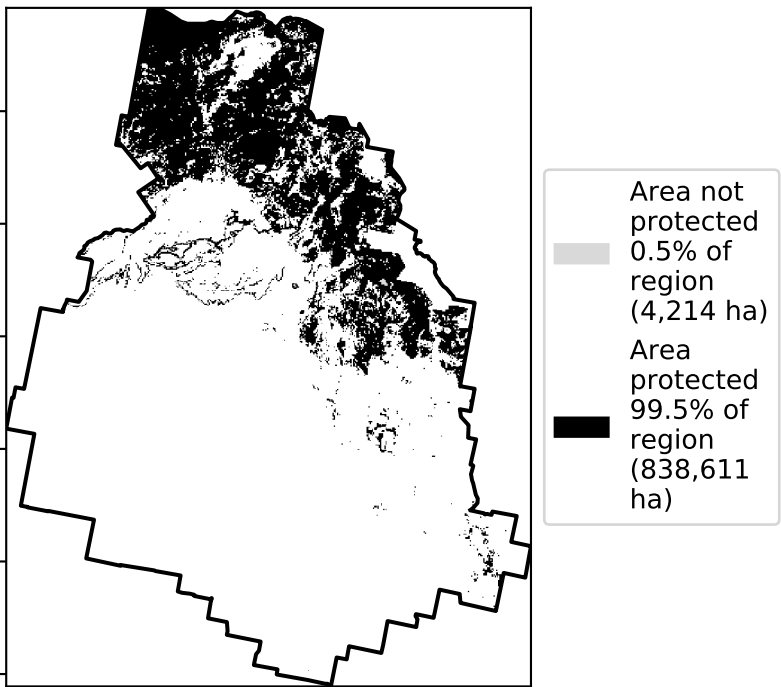 Area not
protected
0.5% of
region
(4,214 ha)
Area
protected
99.5% of
region
(838,611
ha)